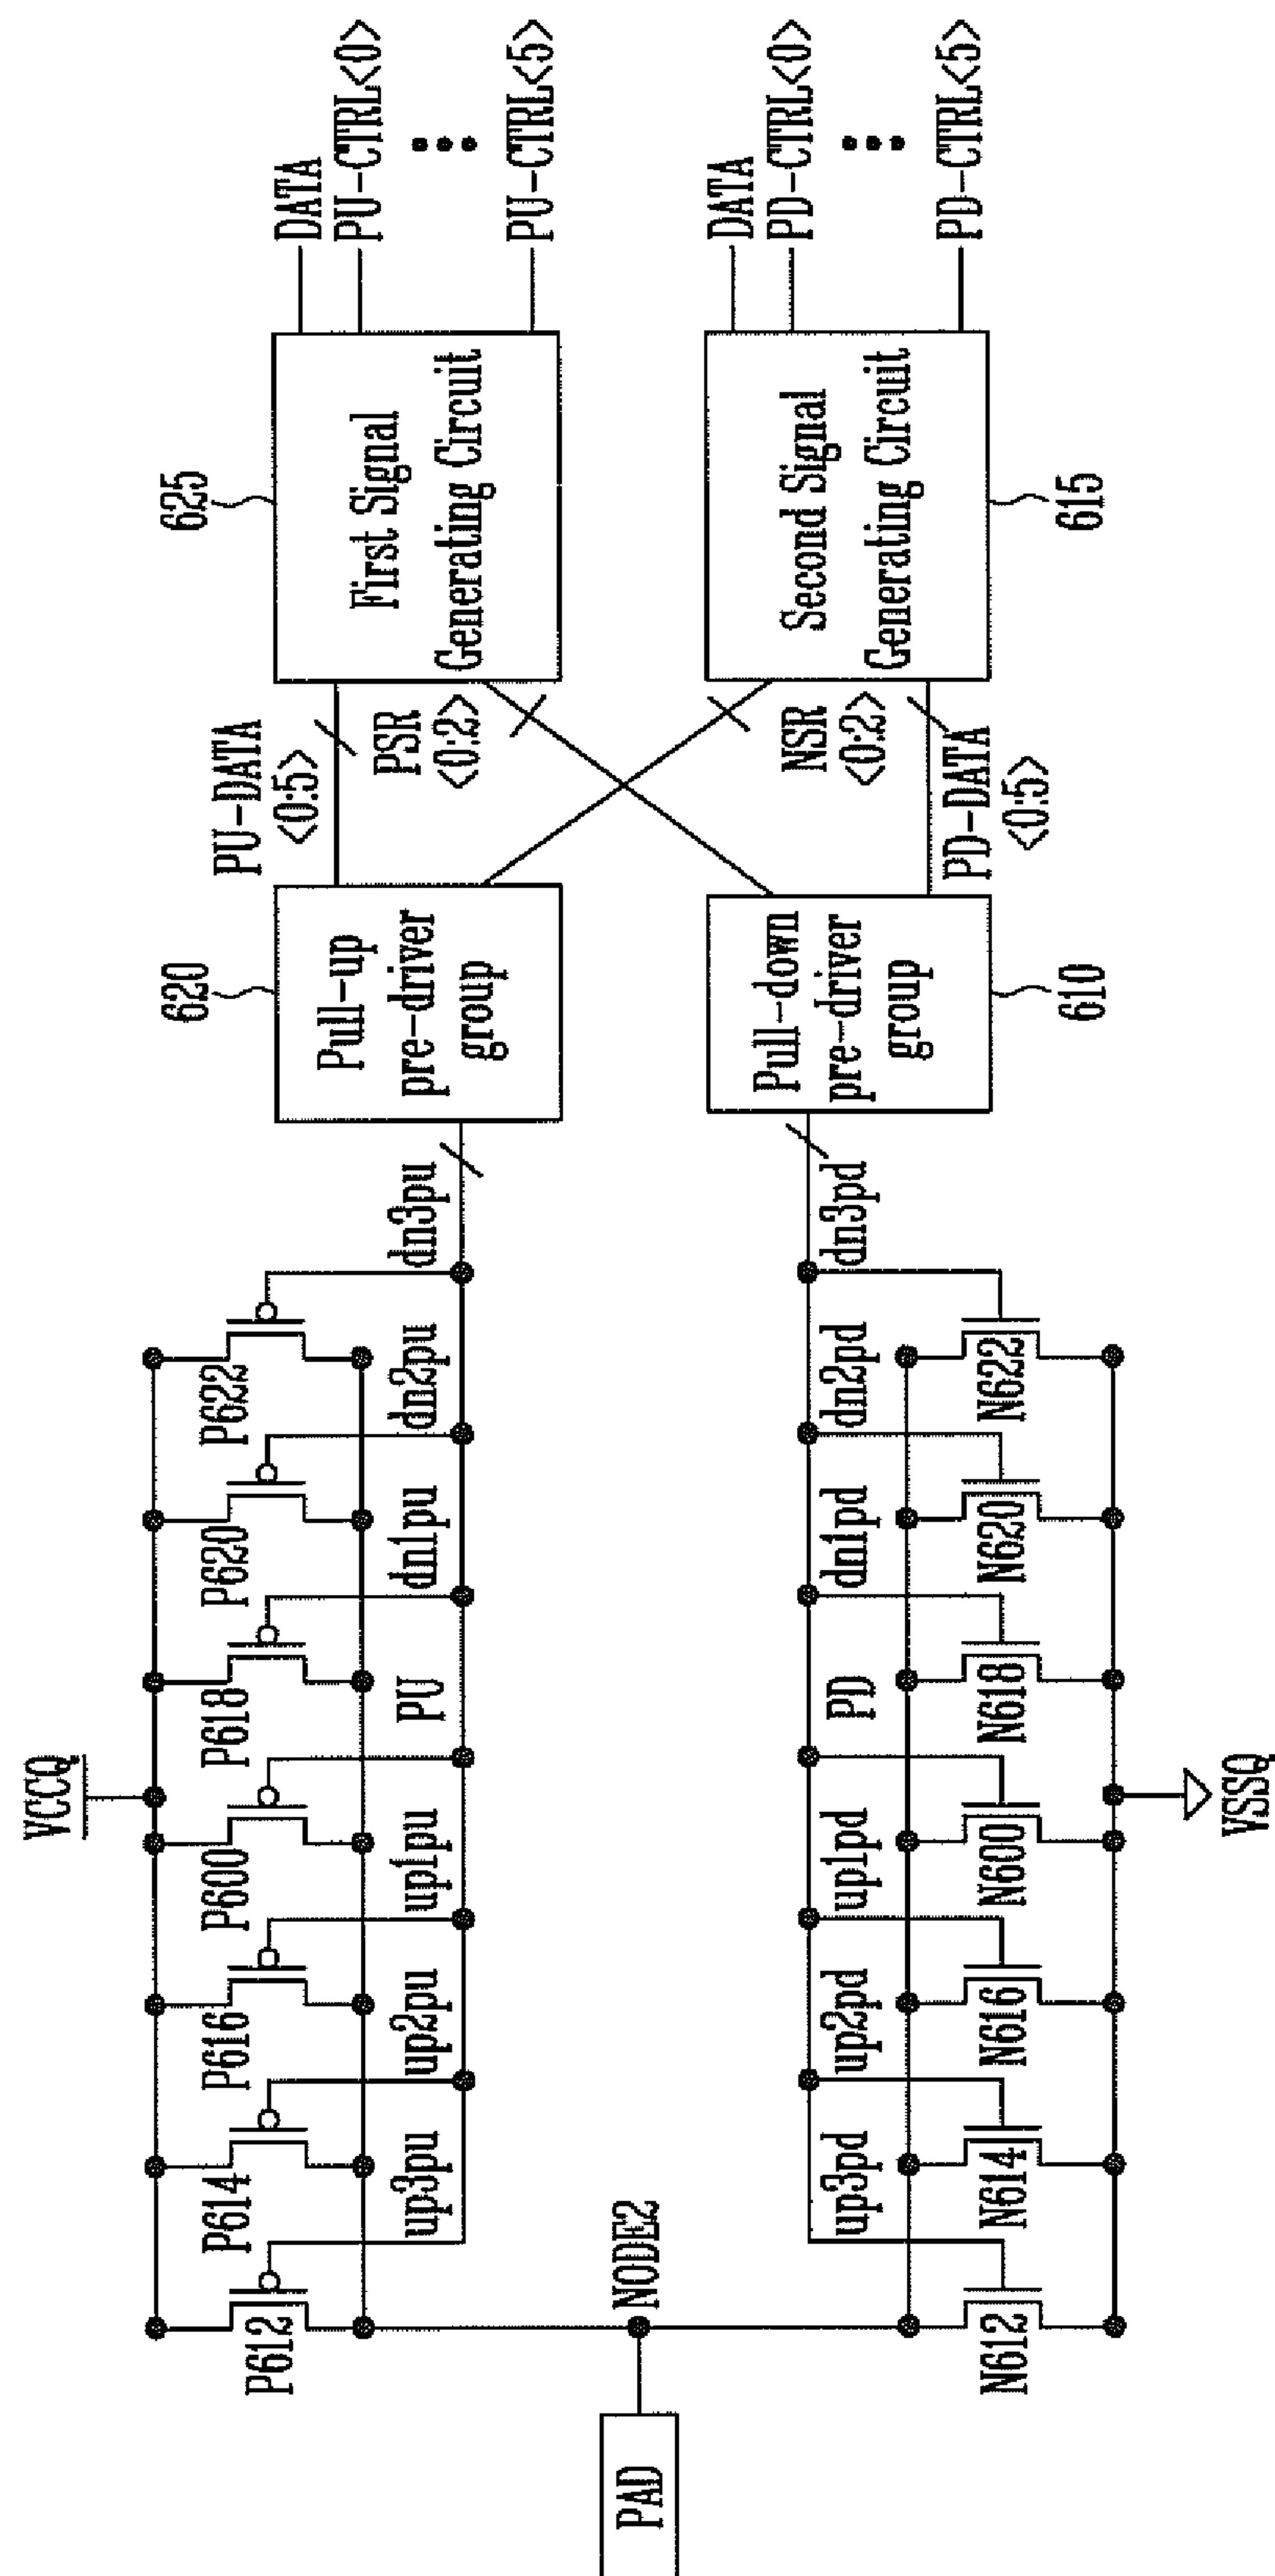 VCCQ
P612
P614
P616
P600
P618
P620
P622
up3pu
up2pu
up1pu
PU
dn1pu
dn2pu
dn3pu
620
Pull-up
pre-driver
group
PU-DATA
<0:5>
PSR
<0:2>
625
First Signal
Generating Circuit
DATA
PU-CTRL<0>
PU-CTRL<5>
PAD
NODE2
up3pd
up2pd
up1pd
PD
dn1pd
dn2pd
dn3pd
N612
N614
N616
N600
N618
N620
N622
VSSQ
Pull-down
pre-driver
group
610
NSR
<0:2>
PD-DATA
<0:5>
Second Signal
Generating Circuit
615
DATA
PD-CTRL<0>
PD-CTRL<5>